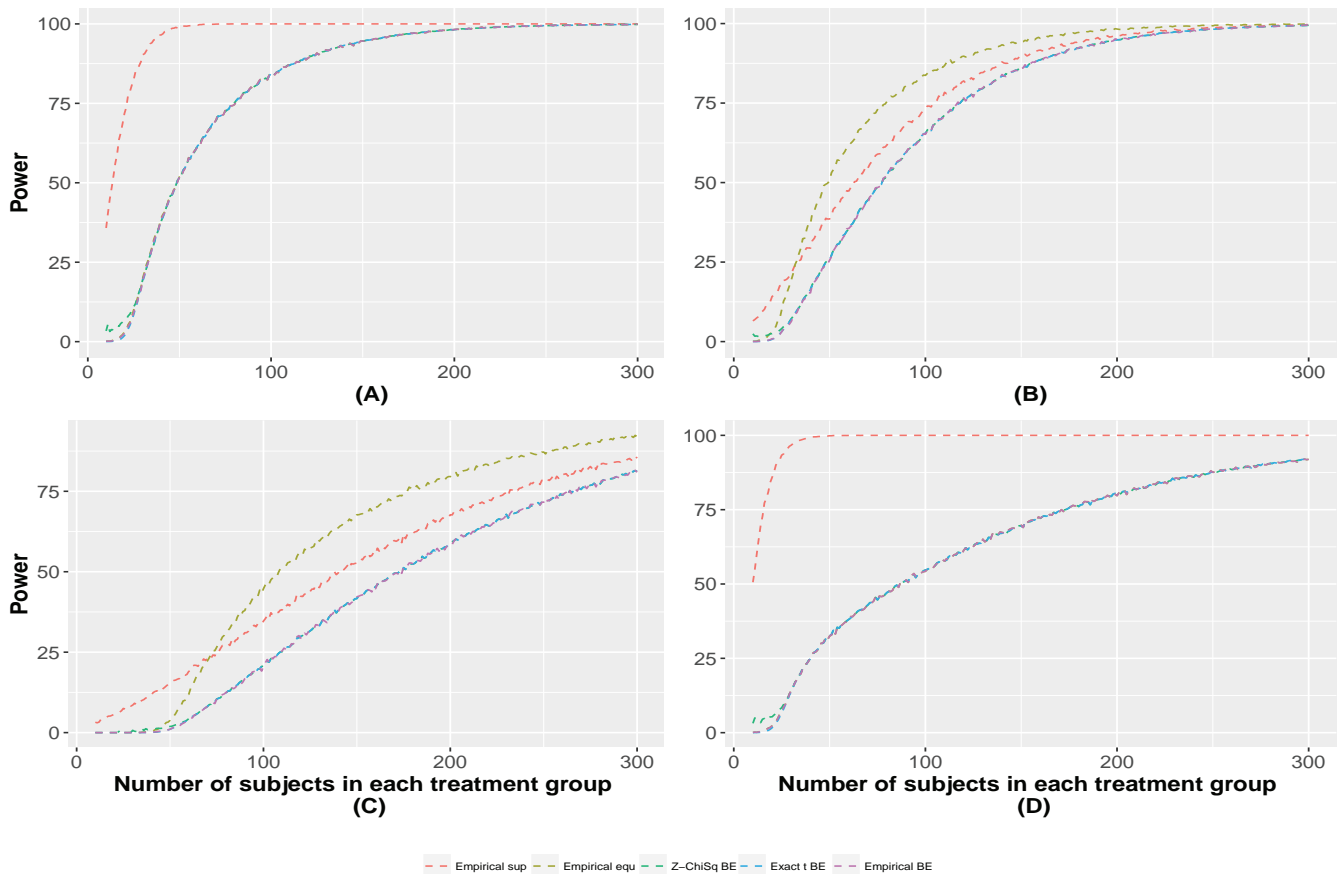 100
75
50
25
0
Power
0 100 200 300
(A)
100
75
50
25
0
0 100 200 300
(B)
75
50
25
0
Power
0 100 200 300
Number of subjects in each treatment group
(C)
100
75
50
25
0
0 100 200 300
Number of subjects in each treatment group
(D)
Empirical sup Empirical equ Z−ChiSq BE Exact t BE Empirical BE